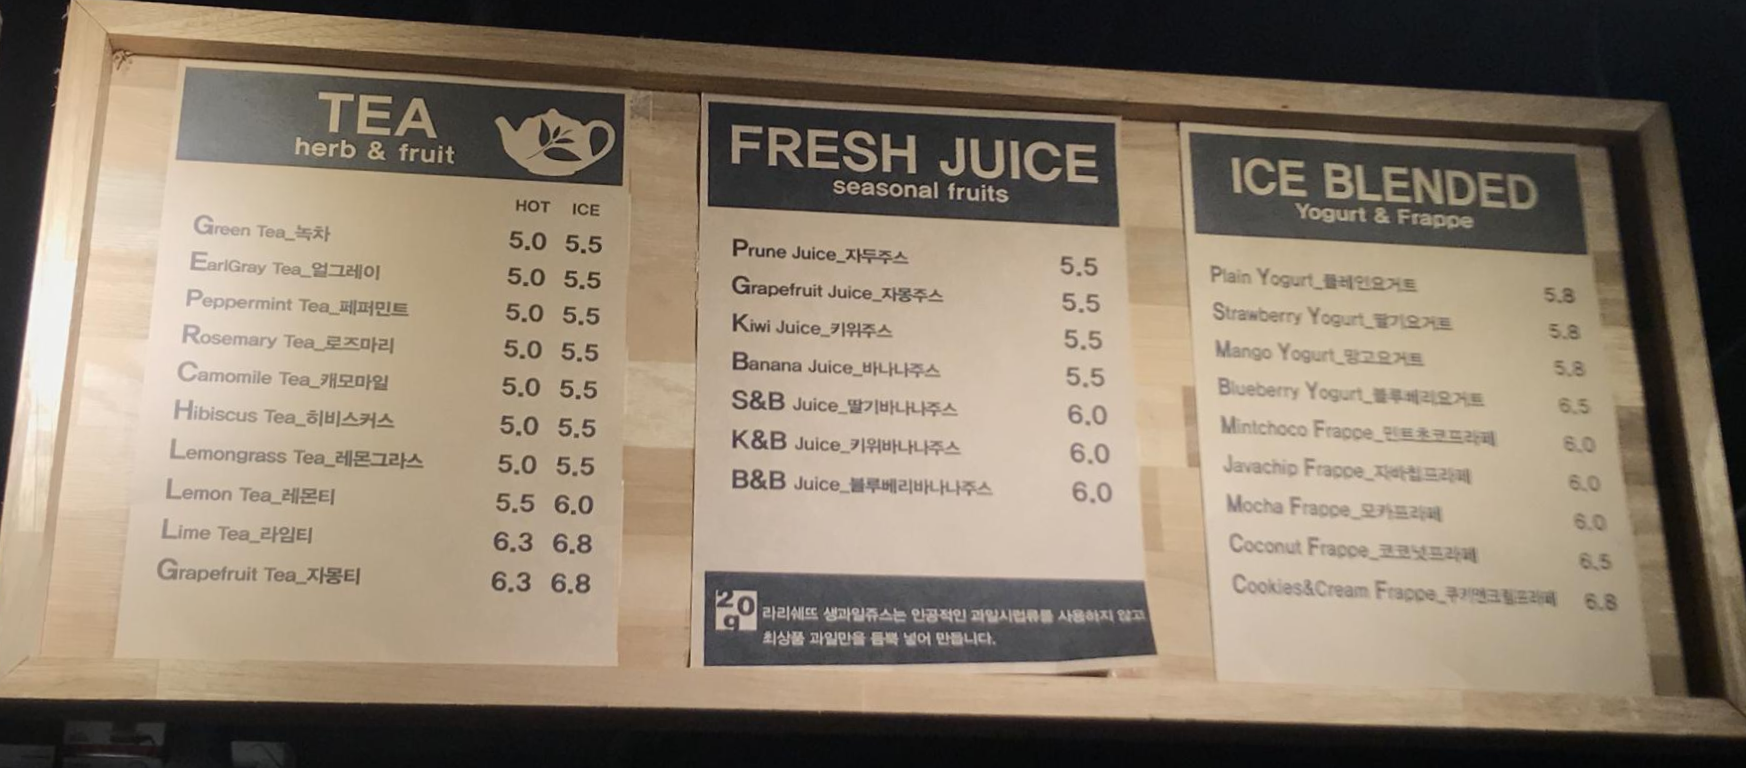 TEA
herb & fruit
HOT ICE
Green Tea_녹차 5.0 5.5
EarlGray Tea_얼그레이 5.0 5.5
Peppermint Tea_페퍼민트 5.0 5.5
Rosemary Tea_로즈마리 5.0 5.5
Camomile Tea_캐모마일 5.0 5.5
Hibiscus Tea_히비스커스 5.0 5.5
Lemongrass Tea_레몬그라스 5.0 5.5
Lemon Tea_레몬티 5.5 6.0
Lime Tea_라임티 6.3 6.8
Grapefruit Tea_자몽티 6.3 6.8
FRESH JUICE
seasonal fruits
Prune Juice_자두주스 5.5
Grapefruit Juice_자몽주스 5.5
Kiwi Juice_키위주스 5.5
Banana Juice_바나나주스 5.5
S&B Juice_딸기바나나주스 6.0
K&B Juice_키위바나나주스 6.0
B&B Juice_블루베리바나나주스 6.0
20g
라리쉐뜨 생과일쥬스는 인공적인 과일시럽류를 사용하지 않고
최상품 과일만을 듬뿍 넣어 만듭니다.
ICE BLENDED
Yogurt & Frappe
Plain Yogurt_플레인요거트 5.8
Strawberry Yogurt_딸기요거트 5.8
Mango Yogurt_망고요거트 5.8
Blueberry Yogurt_블루베리요거트 6.5
Mintchoco Frappe_민트초코프라페 6.0
Javachip Frappe_자바칩프라페 6.0
Mocha Frappe_모카프라페 6.0
Coconut Frappe_코코넛프라페 6.5
Cookies&Cream Frappe_쿠키앤크림프라페 6.8